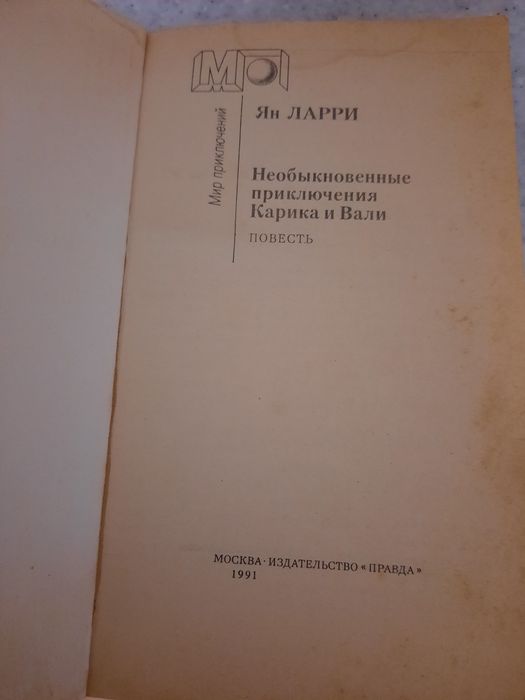 МП
Мир приключений
Ян ЛАРРИ
Необыкновенные
приключения
Карика и Вали
ПОВЕСТЬ
МОСКВА · ИЗДАТЕЛЬСТВО «ПРАВДА»
1991